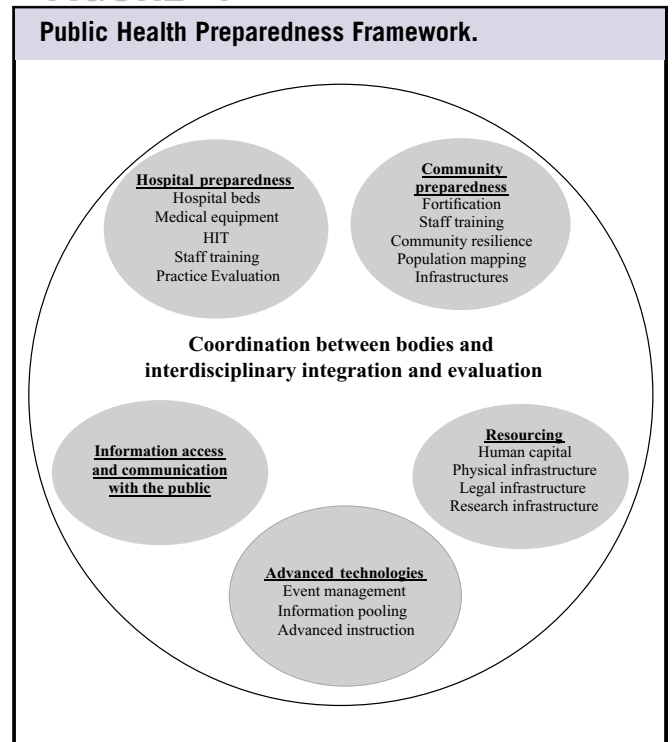 Public Health Preparedness Framework.
Hospital preparedness
Hospital beds
Medical equipment
HIT
Staff training
Practice Evaluation
Community
preparedness
Fortification
Staff training
Community resilience
Population mapping
Infrastructures
Coordination between bodies and
interdisciplinary integration and evaluation
Information access
and communication
with the public
Resourcing
Human capital
Physical infrastructure
Legal infrastructure
Research infrastructure
Advanced technologies
Event management
Information pooling
Advanced instruction